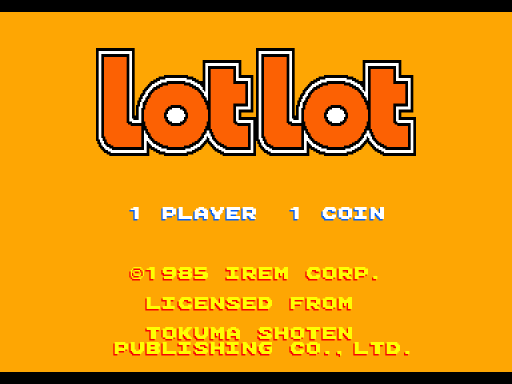 lotlot
1 PLAYER 1 COIN
©1985 IREM CORP.
LICENSED FROM
TOKUMA SHOTEN
PUBLISHING CO., LTD.